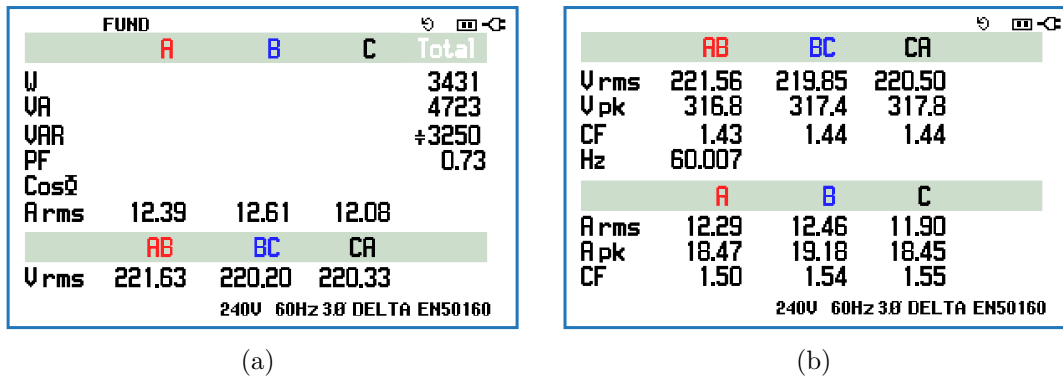 FUND
A B C Total
W 3431
VA 4723
VAR ÷3250
PF 0.73
CosΦ
A rms 12.39 12.61 12.08
AB BC CA
V rms 221.63 220.20 220.33
240V 60Hz 3Ø DELTA EN50160
(a)
AB BC CA
V rms 221.56 219.85 220.50
V pk 316.8 317.4 317.8
CF 1.43 1.44 1.44
Hz 60.007
A B C
A rms 12.29 12.46 11.90
A pk 18.47 19.18 18.45
CF 1.50 1.54 1.55
240V 60Hz 3Ø DELTA EN50160
(b)